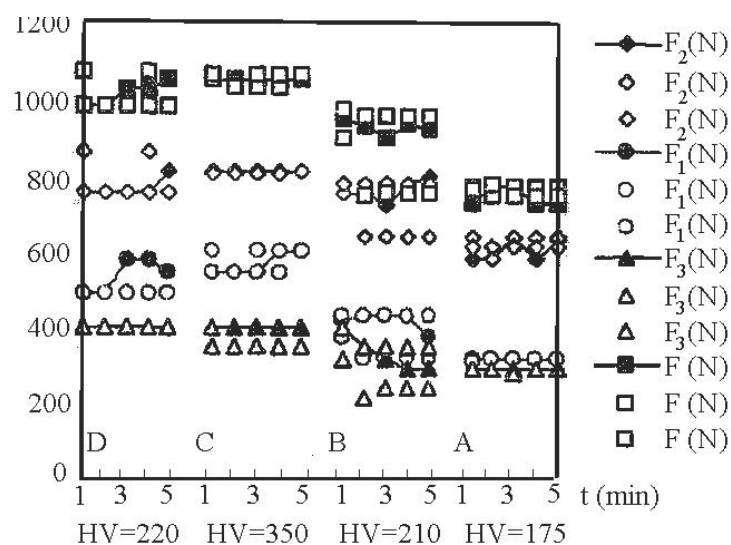 1200
1000
800
600
400
200
0
D C B A
1 3 5 1 3 5 1 3 5 1 3 5 t (min)
HV=220 HV=350 HV=210 HV=175
F₂(N)
F₂(N)
F₂(N)
F₁(N)
F₁(N)
F₁(N)
F₃(N)
F₃(N)
F₃(N)
F (N)
F (N)
F (N)